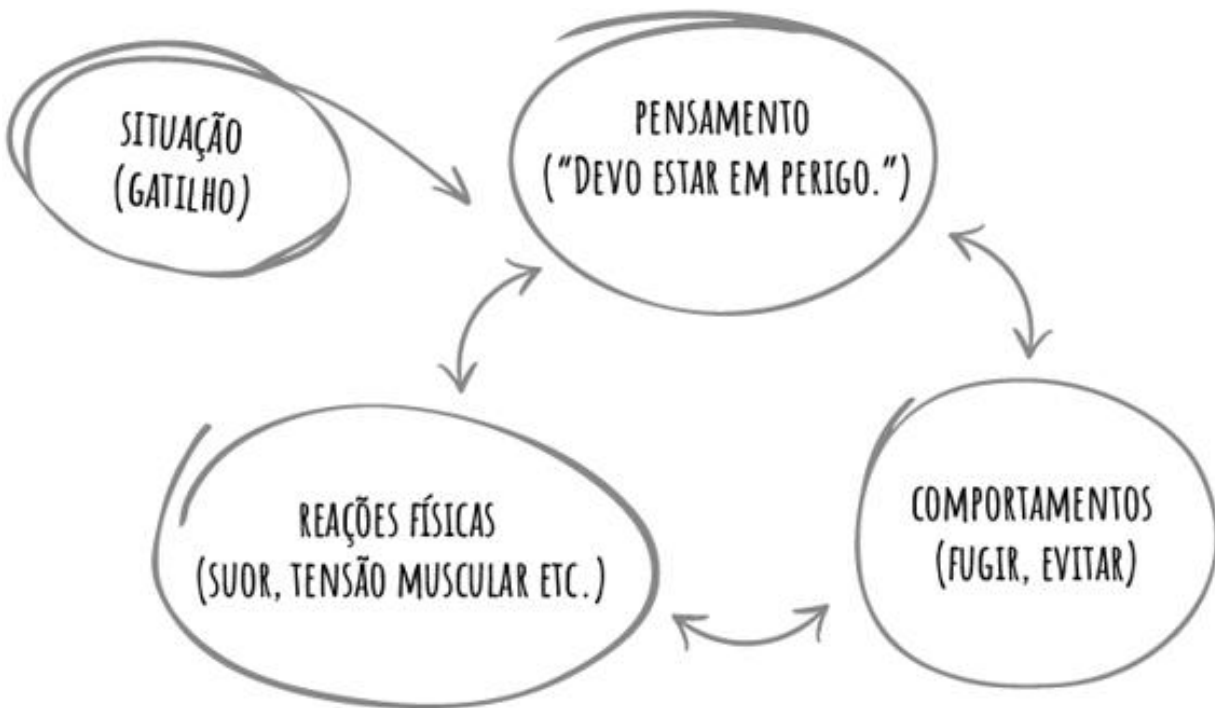 SITUAÇÃO
(GATILHO)
PENSAMENTO
("DEVO ESTAR EM PERIGO.")
REAÇÕES FÍSICAS
(SUOR, TENSÃO MUSCULAR ETC.)
COMPORTAMENTOS
(FUGIR, EVITAR)